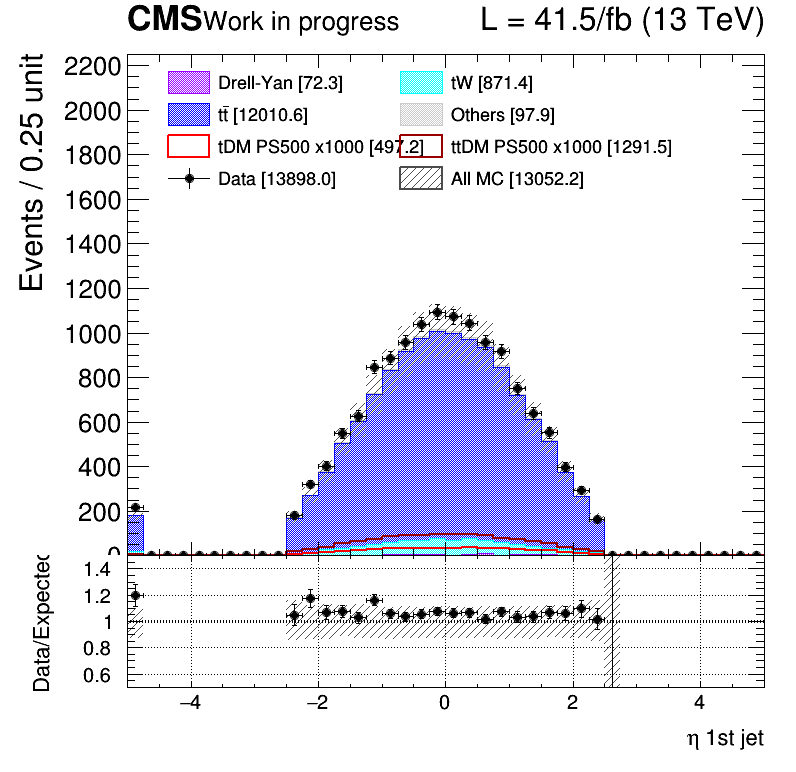 CMS Work in progress L = 41.5/fb (13 TeV)
Events / 0.25 unit
2200
2000
1800
1600
1400
1200
1000
800
600
400
200
0
Drell-Yan [72.3] tW [871.4]
tt̄ [12010.6] Others [97.9]
tDM PS500 x1000 [497.2] ttDM PS500 x1000 [1291.5]
Data [13898.0] All MC [13052.2]
Data/Expected
1.4
1.2
1
0.8
0.6
−4 −2 0 2 4
η 1st jet